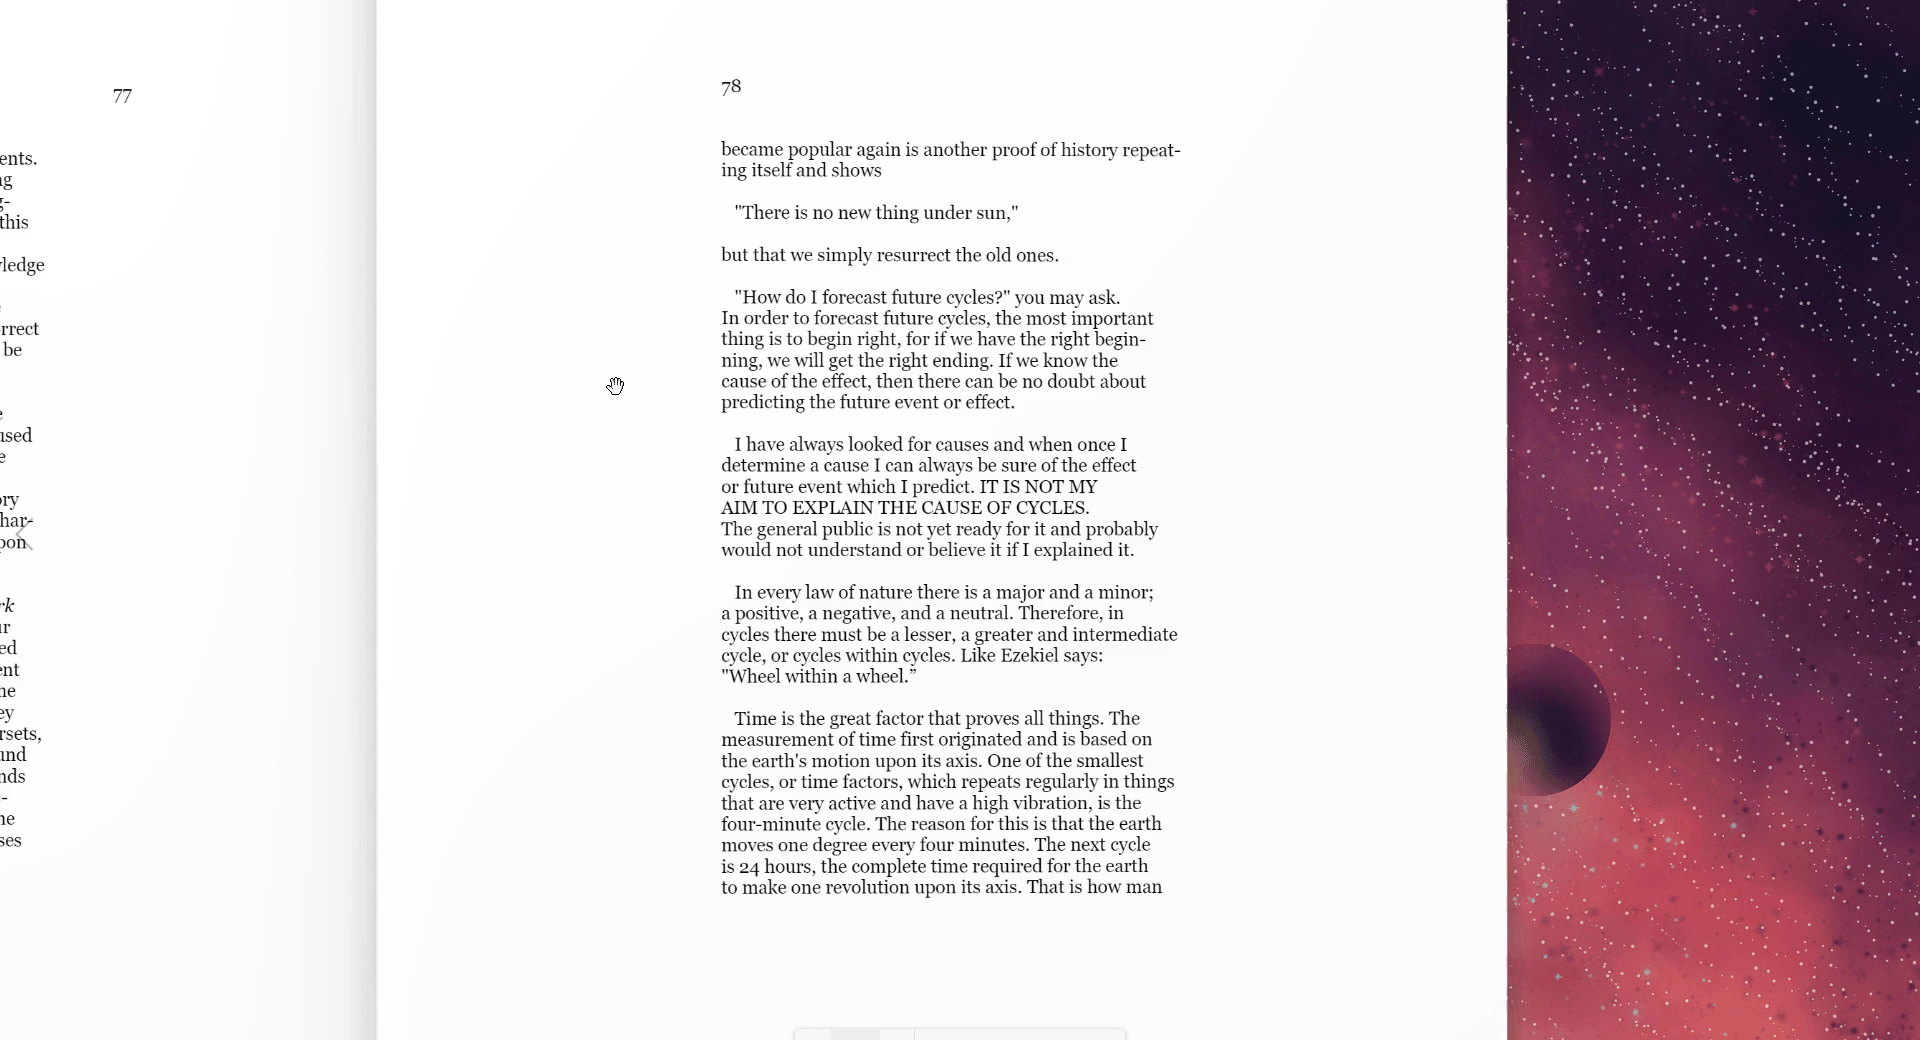 77
ents.
ng
g-
this
ledge
rrect
be
e
used
e
ory
har-
pon
rk
ur
ed
ent
he
ey
rsets,
und
nds
-
ne
ses
78
became popular again is another proof of history repeat-
ing itself and shows
"There is no new thing under sun,"
but that we simply resurrect the old ones.
"How do I forecast future cycles?" you may ask.
In order to forecast future cycles, the most important
thing is to begin right, for if we have the right begin-
ning, we will get the right ending. If we know the
cause of the effect, then there can be no doubt about
predicting the future event or effect.
I have always looked for causes and when once I
determine a cause I can always be sure of the effect
or future event which I predict. IT IS NOT MY
AIM TO EXPLAIN THE CAUSE OF CYCLES.
The general public is not yet ready for it and probably
would not understand or believe it if I explained it.
In every law of nature there is a major and a minor;
a positive, a negative, and a neutral. Therefore, in
cycles there must be a lesser, a greater and intermediate
cycle, or cycles within cycles. Like Ezekiel says:
"Wheel within a wheel.”
Time is the great factor that proves all things. The
measurement of time first originated and is based on
the earth's motion upon its axis. One of the smallest
cycles, or time factors, which repeats regularly in things
that are very active and have a high vibration, is the
four-minute cycle. The reason for this is that the earth
moves one degree every four minutes. The next cycle
is 24 hours, the complete time required for the earth
to make one revolution upon its axis. That is how man